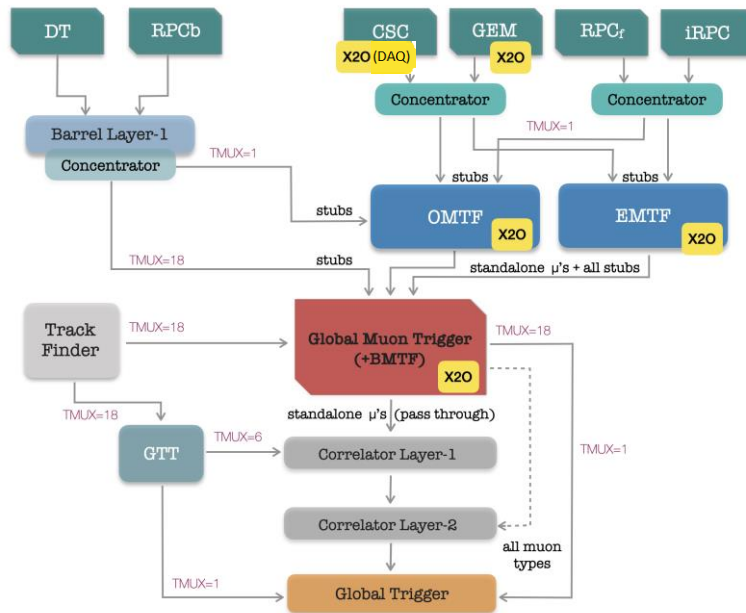 DT
RPCb
CSC
GEM
RPCf
iRPC
X2O (DAQ)
X2O
Concentrator
Concentrator
Barrel Layer-1
Concentrator
TMUX=1
TMUX=1
stubs
stubs
stubs
OMTF
X2O
EMTF
X2O
TMUX=18
stubs
standalone μ's + all stubs
Track
Finder
TMUX=18
Global Muon Trigger
(+BMTF)
X2O
TMUX=18
TMUX=18
standalone μ's (pass through)
GTT
TMUX=6
Correlator Layer-1
TMUX=1
Correlator Layer-2
all muon
types
TMUX=1
Global Trigger